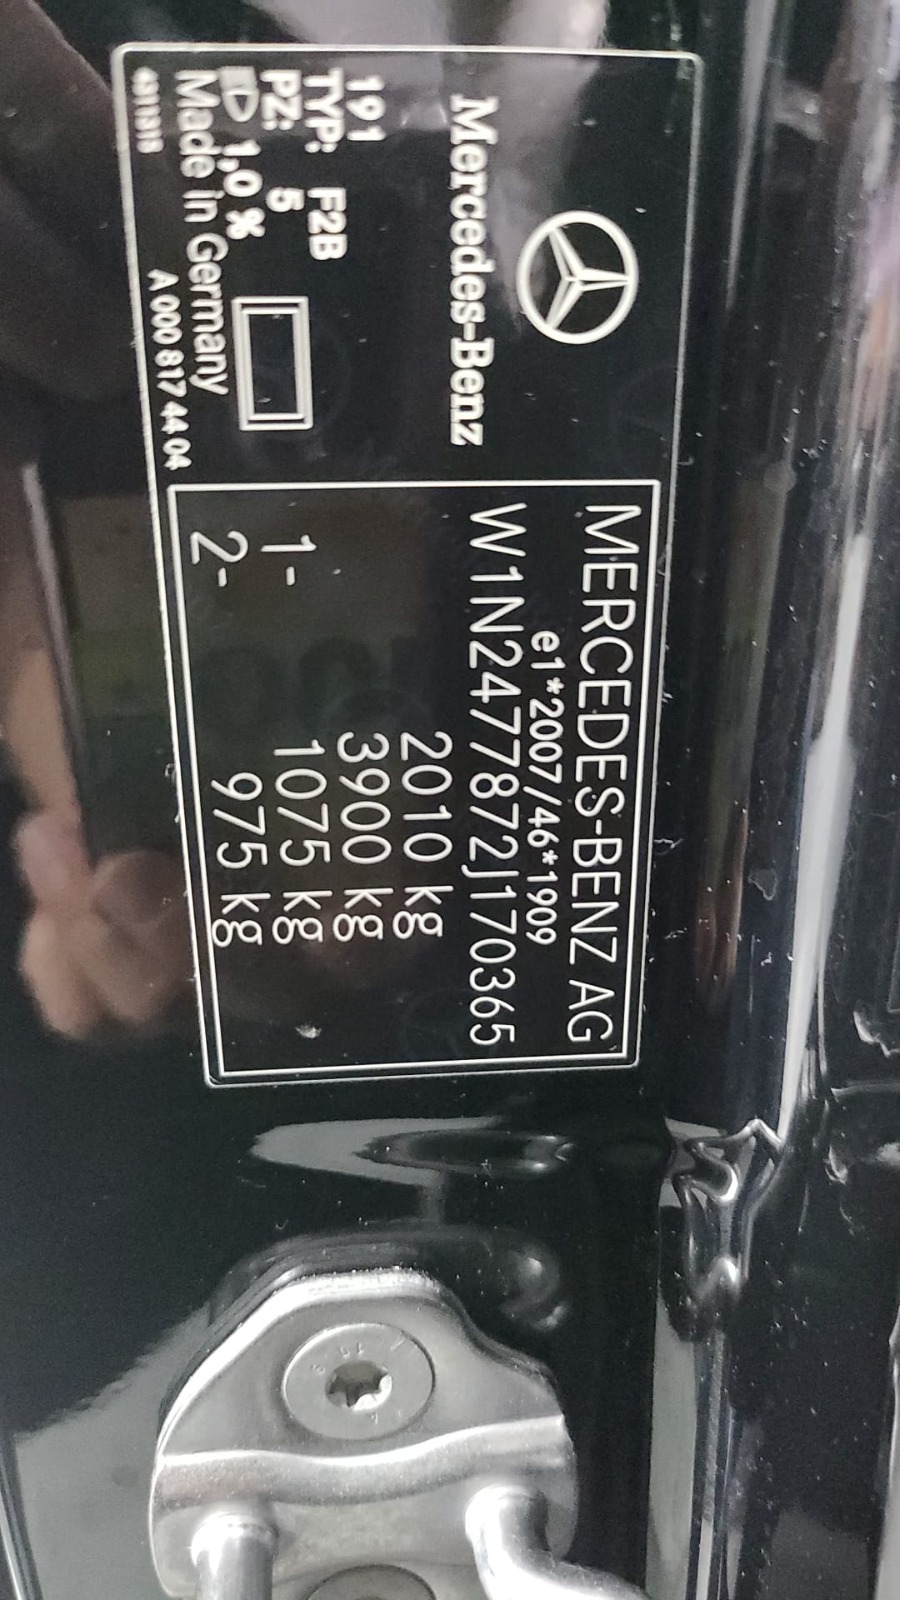 Mercedes-Benz
191
TYP: F2B
PZ: 5
1,0 %
Made in Germany
A 000 817 44 04
MERCEDES-BENZ AG
e1*2007/46*1909
W1N2477872J170365
2010 kg
3900 kg
1- 1075 kg
2- 975 kg